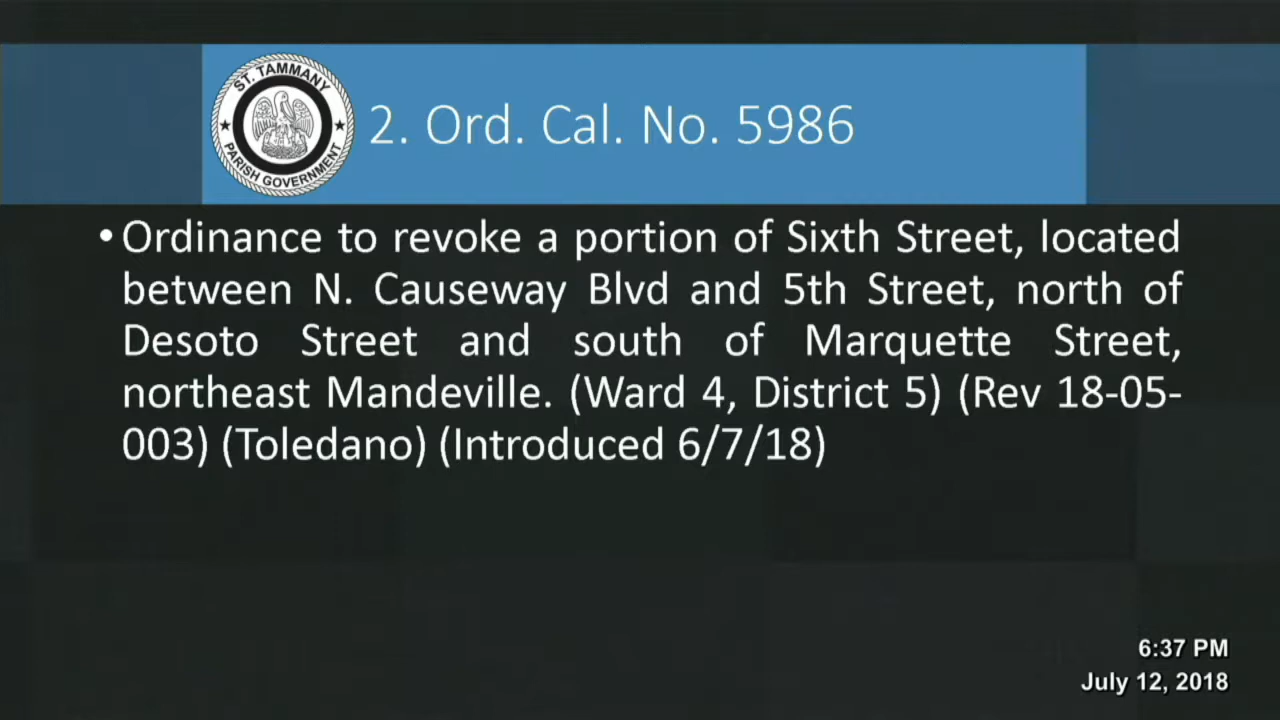 ST. TAMMANY
PARISH GOVERNMENT
2. Ord. Cal. No. 5986
• Ordinance to revoke a portion of Sixth Street, located
between N. Causeway Blvd and 5th Street, north of
Desoto Street and south of Marquette Street,
northeast Mandeville. (Ward 4, District 5) (Rev 18-05-
003) (Toledano) (Introduced 6/7/18)
6:37 PM
July 12, 2018